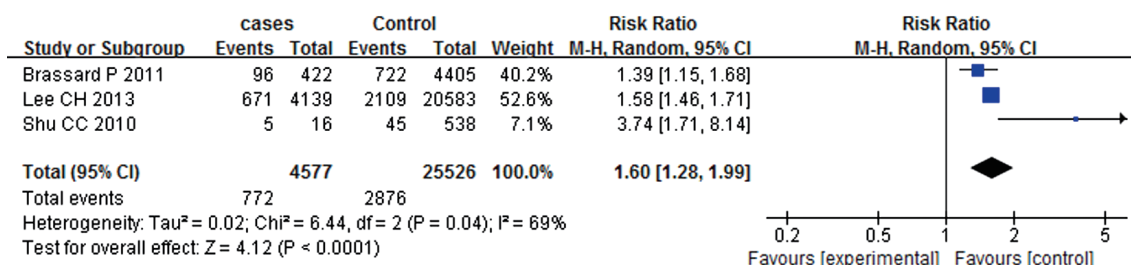 cases Control Risk Ratio Risk Ratio
Study or Subgroup Events Total Events Total Weight M-H, Random, 95% CI M-H, Random, 95% CI
Brassard P 2011 96 422 722 4405 40.2% 1.39 [1.15, 1.68]
Lee CH 2013 671 4139 2109 20583 52.6% 1.58 [1.46, 1.71]
Shu CC 2010 5 16 45 538 7.1% 3.74 [1.71, 8.14]
Total (95% CI) 4577 25526 100.0% 1.60 [1.28, 1.99]
Total events 772 2876
Heterogeneity: Tau² = 0.02; Chi² = 6.44, df = 2 (P = 0.04); I² = 69%
Test for overall effect: Z = 4.12 (P < 0.0001)
0.2 0.5 1 2 5
Favours [experimental] Favours [control]